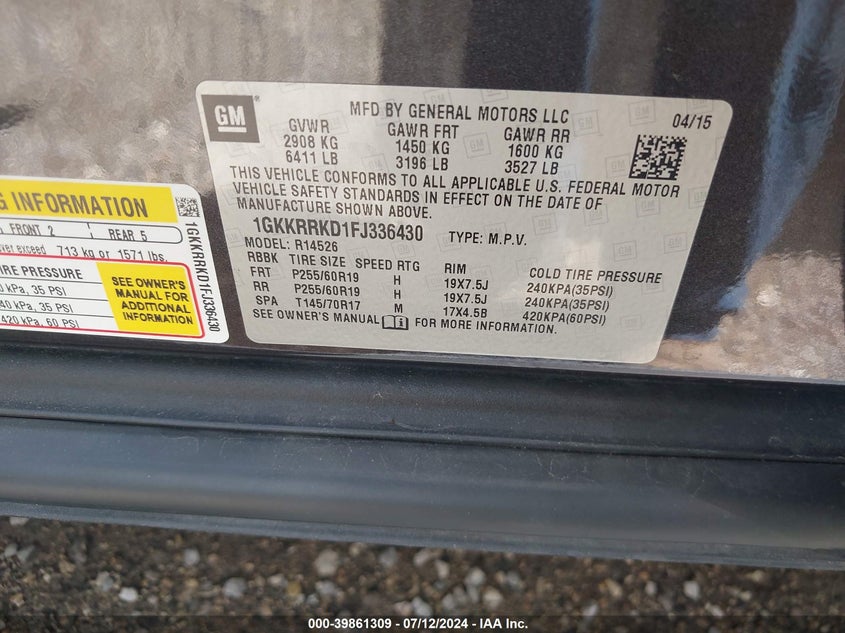 GM
MFD BY GENERAL MOTORS LLC
04/15
GVWR GAWR FRT GAWR RR
2908 KG 1450 KG 1600 KG
6411 LB 3196 LB 3527 LB
THIS VEHICLE CONFORMS TO ALL APPLICABLE U.S. FEDERAL MOTOR
VEHICLE SAFETY STANDARDS IN EFFECT ON THE DATE OF
MANUFACTURE SHOWN ABOVE.
1GKKRRKD1FJ336430 TYPE: M.P.V.
MODEL: R14526
RBBK TIRE SIZE SPEED RTG RIM COLD TIRE PRESSURE
FRT P255/60R19 H 19X7.5J 240KPA(35PSI)
RR P255/60R19 H 19X7.5J 240KPA(35PSI)
SPA T145/70R17 M 17X4.5B 420KPA(60PSI)
SEE OWNER'S MANUAL FOR MORE INFORMATION.
INFORMATION
FRONT 2 REAR 5
exceed 713 kg or 1571 lbs.
TIRE PRESSURE
kPa, 35 PSI
kPa, 35 PSI
420 kPa, 60 PSI
SEE OWNER'S
MANUAL FOR
ADDITIONAL
INFORMATION
1GKKRRKD1FJ336430
000-39861309 - 07/12/2024 - IAA Inc.